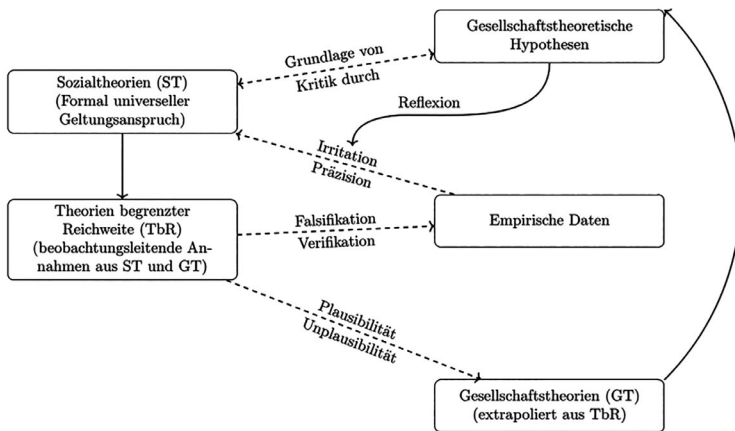 Gesellschaftstheoretische
Hypothesen
Grundlage von
Kritik durch
Sozialtheorien (ST)
(Formal universeller
Geltungsanspruch)
Reflexion
Irritation
Präzision
Theorien begrenzter
Reichweite (TbR)
(beobachtungsleitende An-
nahmen aus ST und GT)
Falsifikation
Verifikation
Empirische Daten
Plausibilität
Unplausibilität
Gesellschaftstheorien (GT)
(extrapoliert aus TbR)